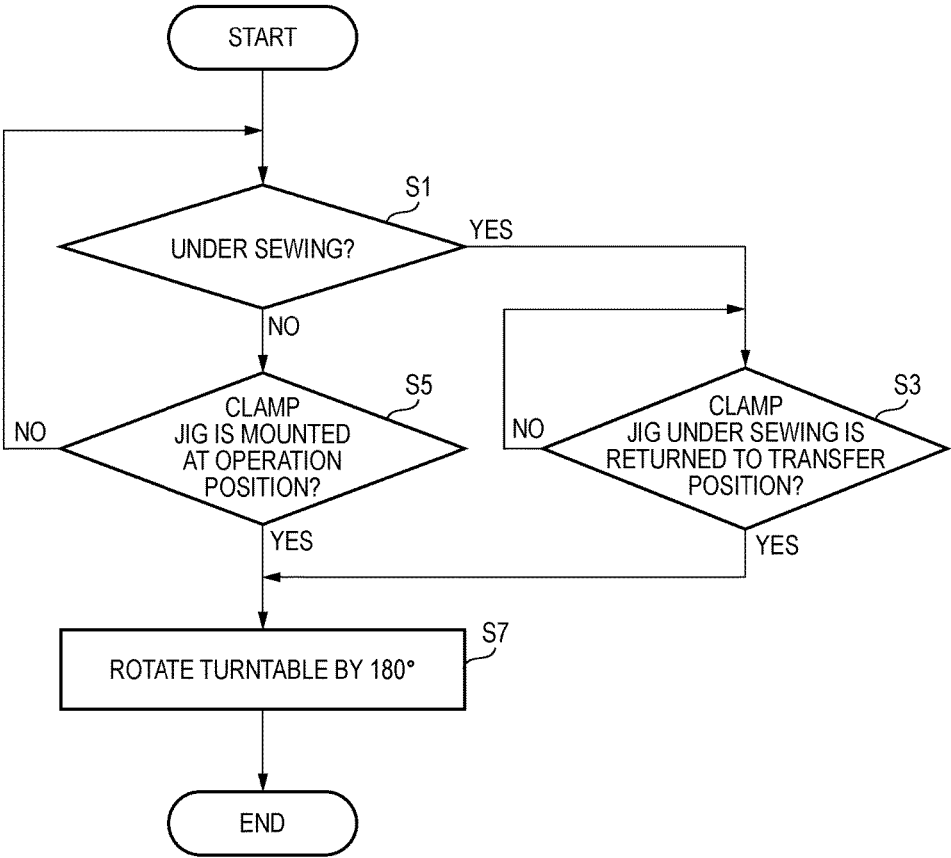 START
S1
UNDER SEWING?
YES
NO
S5
CLAMP
JIG IS MOUNTED
AT OPERATION
POSITION?
NO
YES
S3
CLAMP
JIG UNDER SEWING IS
RETURNED TO TRANSFER
POSITION?
NO
YES
S7
ROTATE TURNTABLE BY 180°
END